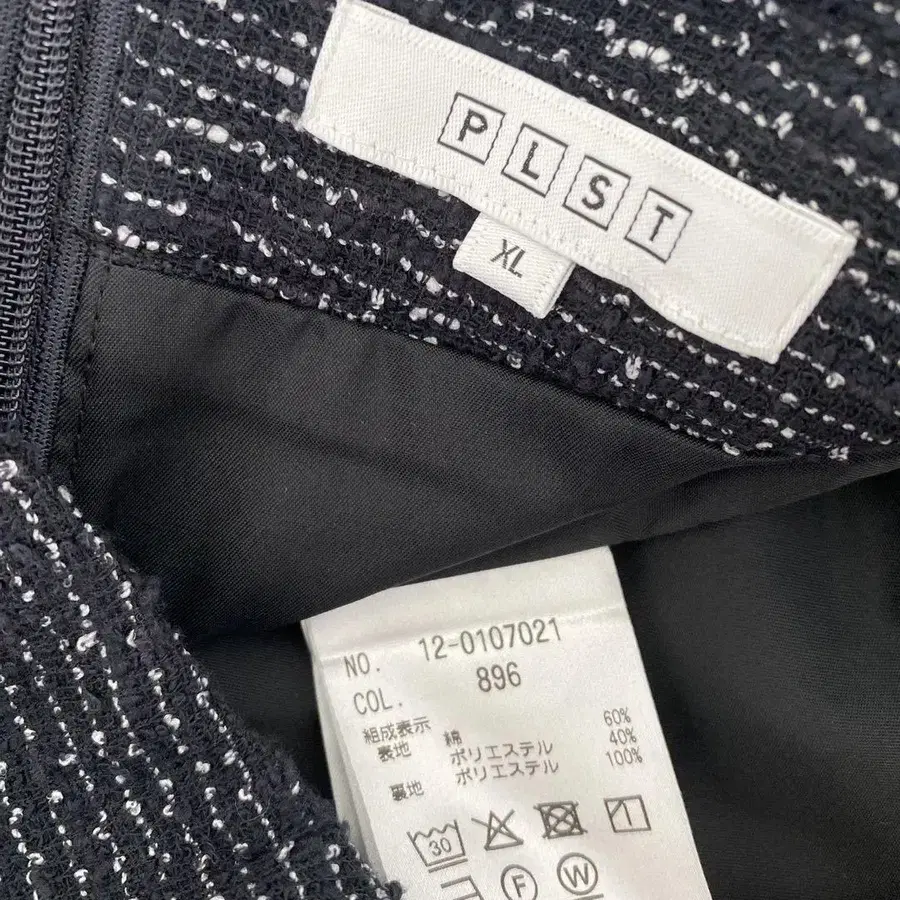 PLST
XL
NO. 12-0107021
COL. 896
組成表示
表地 綿 60%
ポリエステル 40%
裏地 ポリエステル 100%
30
F W